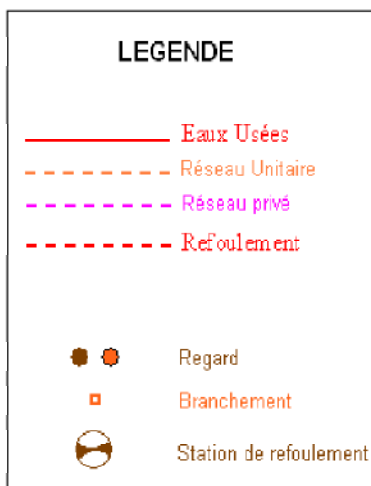 LEGENDE
Eaux Usées
Réseau Unitaire
Réseau privé
Refoulement
Regard
Branchement
Station de refoulement